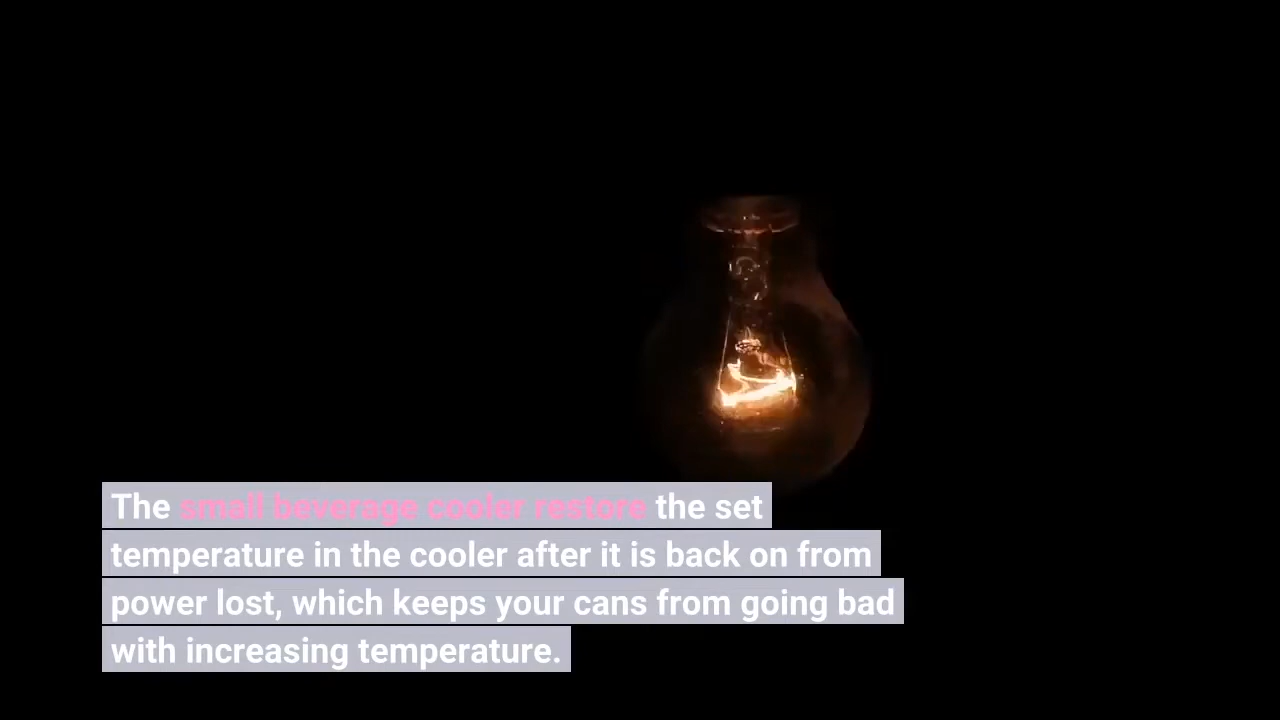 The small beverage cooler restore the set
temperature in the cooler after it is back on from
power lost, which keeps your cans from going bad
with increasing temperature.